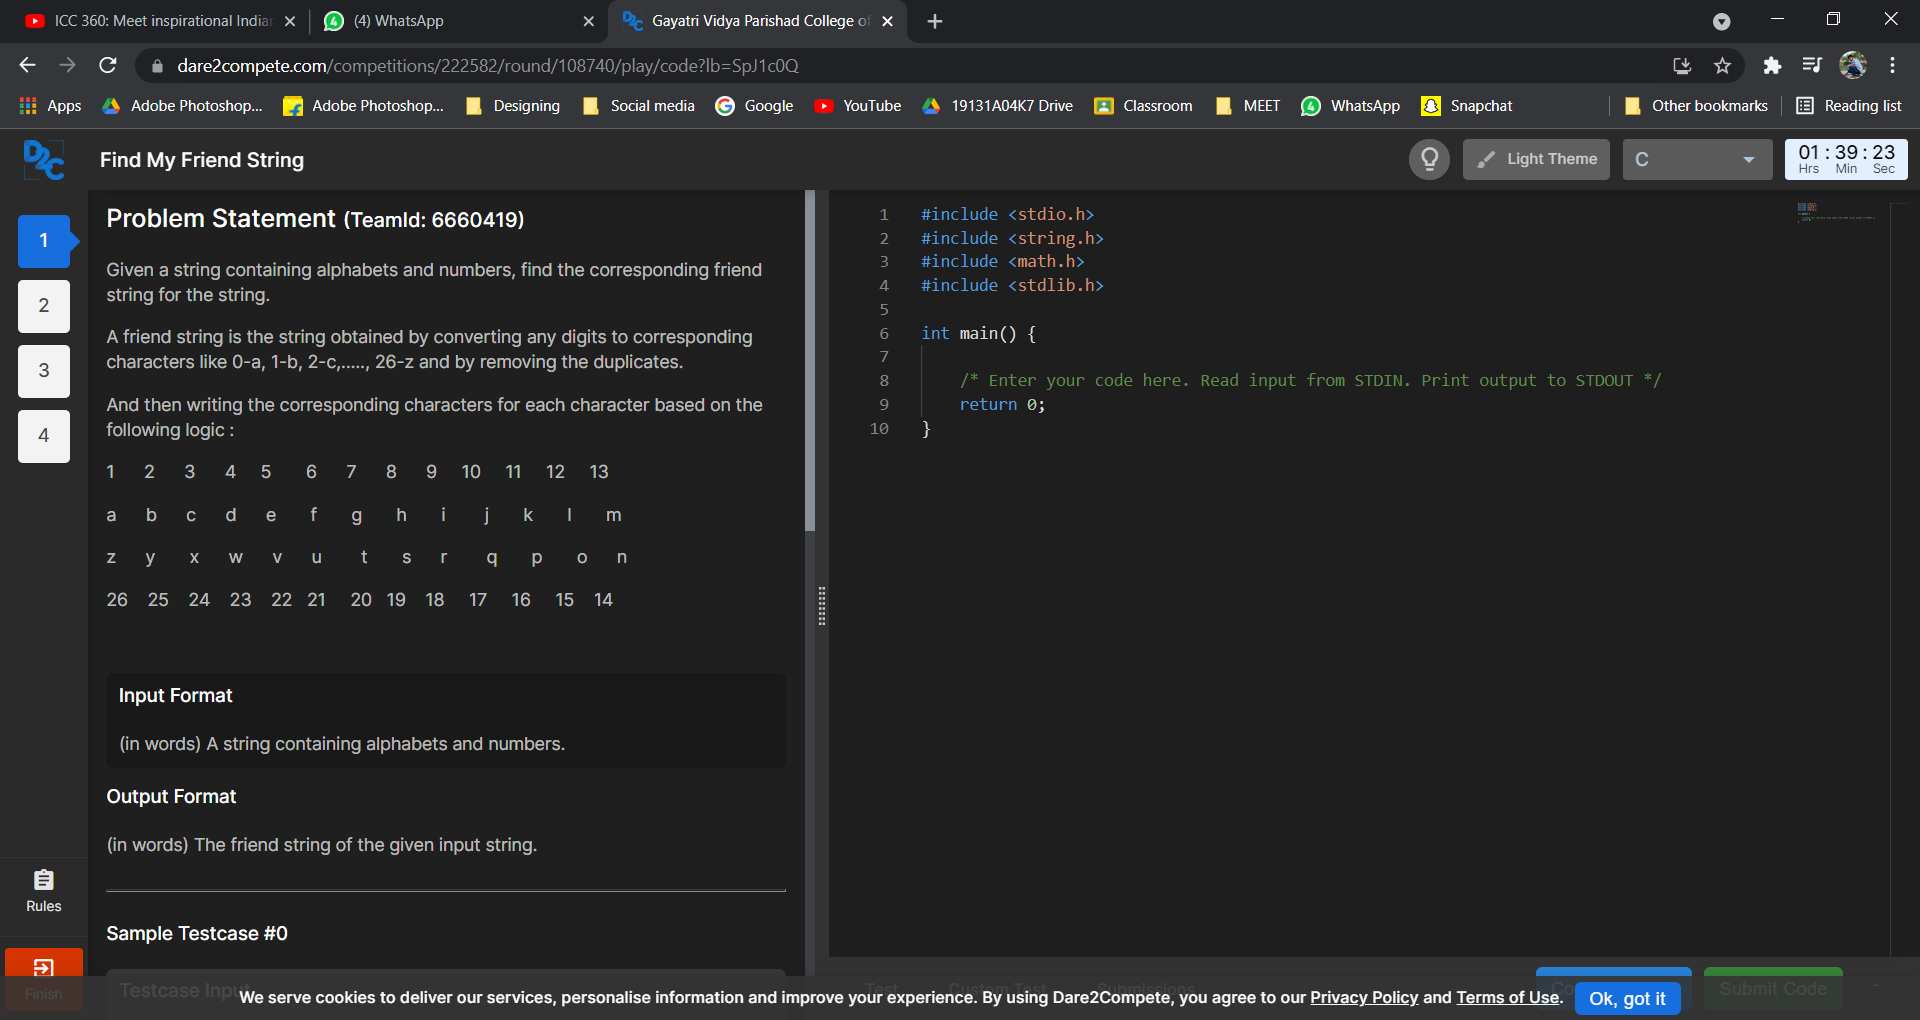 ICC 360: Meet inspirational Indian
(4) WhatsApp
Gayatri Vidya Parishad College of
dare2compete.com/competitions/222582/round/108740/play/code?lb=SpJ1c0Q
Apps
Adobe Photoshop...
Adobe Photoshop...
Designing
Social media
Google
YouTube
19131A04K7 Drive
Classroom
MEET
WhatsApp
Snapchat
Other bookmarks
Reading list
D2C
Find My Friend String
Light Theme
C
01 : 39 : 23
Hrs Min Sec
1
2
3
4
Rules
Finish
Problem Statement (TeamId: 6660419)
Given a string containing alphabets and numbers, find the corresponding friend
string for the string.
A friend string is the string obtained by converting any digits to corresponding
characters like 0-a, 1-b, 2-c,....., 26-z and by removing the duplicates.
And then writing the corresponding characters for each character based on the
following logic :
1 2 3 4 5 6 7 8 9 10 11 12 13
a b c d e f g h i j k l m
z y x w v u t s r q p o n
26 25 24 23 22 21 20 19 18 17 16 15 14
Input Format
(in words) A string containing alphabets and numbers.
Output Format
(in words) The friend string of the given input string.
Sample Testcase #0
Testcase Input
1 #include <stdio.h>
2 #include <string.h>
3 #include <math.h>
4 #include <stdlib.h>
5
6 int main() {
7
8 /* Enter your code here. Read input from STDIN. Print output to STDOUT */
9 return 0;
10 }
Test
Custom Test
Submissions
Submit Code
We serve cookies to deliver our services, personalise information and improve your experience. By using Dare2Compete, you agree to our Privacy Policy and Terms of Use.
Ok, got it